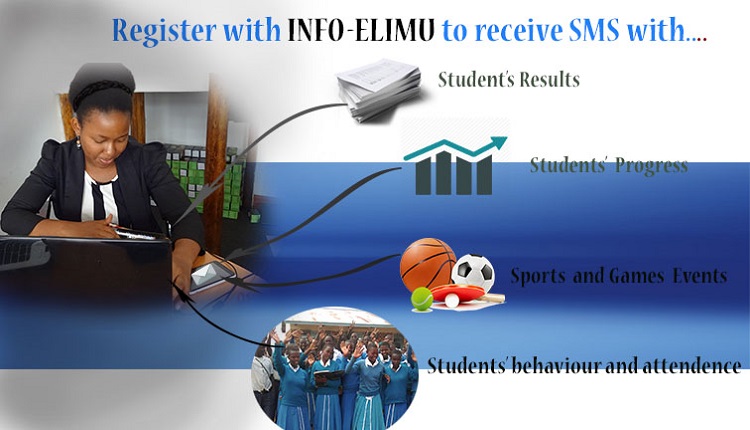 Register with INFO-ELIMU to receive SMS with....
Student's Results
Students' Progress
Sports and Games Events
Students' behaviour and attendence